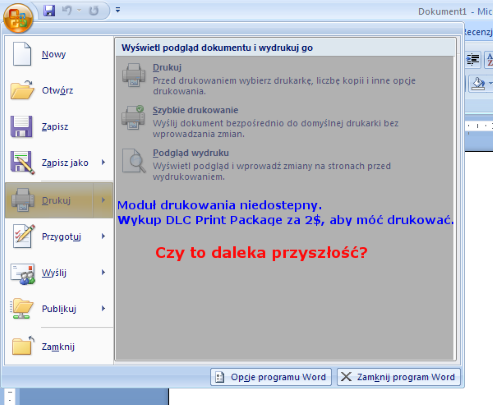 Dokument1 - Mic
Wyświetl podgląd dokumentu i wydrukuj go
Recenzj
Nowy
Otwórz
Zapisz
Zapisz jako
Drukuj
Przygotuj
Wyślij
Publikuj
Zamknij
Drukuj
Przed drukowaniem wybierz drukarkę, liczbę kopii i inne opcje
drukowania.
Szybkie drukowanie
Wyślij dokument bezpośrednio do domyślnej drukarki bez
wprowadzania zmian.
Podgląd wydruku
Wyświetl podgląd i wprowadź zmiany na stronach przed
wydrukowaniem.
Moduł drukowania niedostepny.
Wykup DLC Print Package za 2$, aby móć drukować.
Czy to daleka przyszłość?
Opcje programu Word
Zamknij program Word